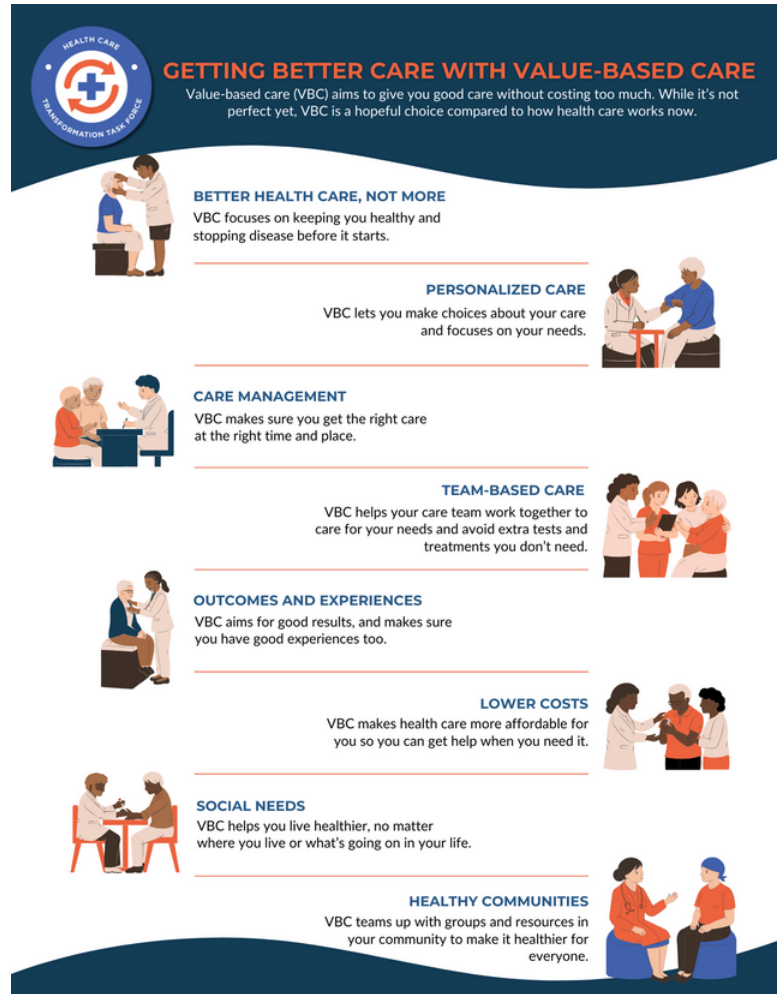 HEALTH CARE
TRANSFORMATION TASK FORCE
GETTING BETTER CARE WITH VALUE-BASED CARE
Value-based care (VBC) aims to give you good care without costing too much. While it's not
perfect yet, VBC is a hopeful choice compared to how health care works now.
BETTER HEALTH CARE, NOT MORE
VBC focuses on keeping you healthy and
stopping disease before it starts.
PERSONALIZED CARE
VBC lets you make choices about your care
and focuses on your needs.
CARE MANAGEMENT
VBC makes sure you get the right care
at the right time and place.
TEAM-BASED CARE
VBC helps your care team work together to
care for your needs and avoid extra tests and
treatments you don't need.
OUTCOMES AND EXPERIENCES
VBC aims for good results, and makes sure
you have good experiences too.
LOWER COSTS
VBC makes health care more affordable for
you so you can get help when you need it.
SOCIAL NEEDS
VBC helps you live healthier, no matter
where you live or what's going on in your life.
HEALTHY COMMUNITIES
VBC teams up with groups and resources in
your community to make it healthier for
everyone.